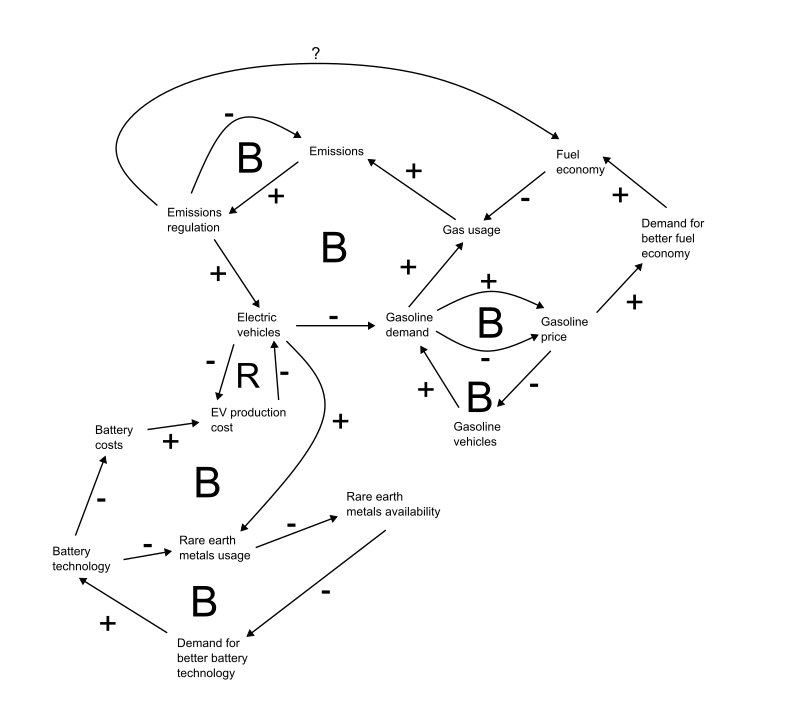 ?
-
B
Emissions
+
Fuel
economy
+
-
+
Emissions
regulation
Gas usage
Demand for
better fuel
economy
B
+
+
+
+
Electric
vehicles
-
Gasoline
demand
B
Gasoline
price
-
-
R
-
+
B
-
EV production
cost
+
Battery
costs
+
Gasoline
vehicles
B
-
Rare earth
metals availability
-
-
Rare earth
metals usage
Battery
technology
B
-
+
Demand for
better battery
technology